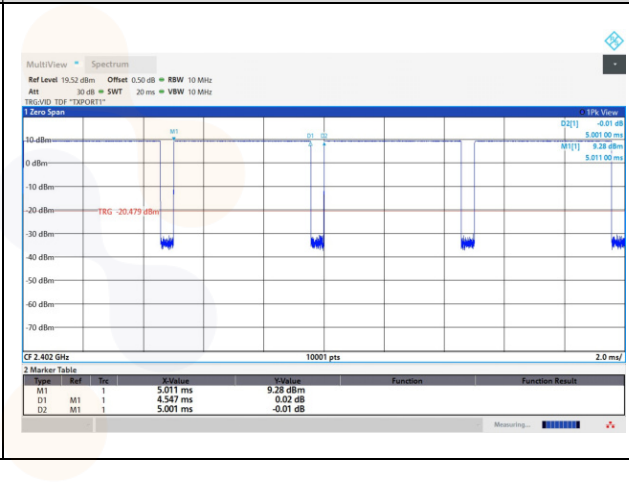 MultiView Spectrum
Ref Level 19.52 dBm Offset 0.50 dB RBW 10 MHz
Att 30 dB SWT 20 ms VBW 10 MHz
TRG:VID TDF "TXPORT1"
1 Zero Span 1Pk View
D2[1] -0.01 dB
5.001 00 ms
M1[1] 9.28 dBm
5.011 00 ms
M1
D1 D2
10 dBm
0 dBm
-10 dBm
-20 dBm
TRG -20.479 dBm
-30 dBm
-40 dBm
-50 dBm
-60 dBm
-70 dBm
CF 2.402 GHz 10001 pts 2.0 ms/
2 Marker Table
Type Ref Trc X-Value Y-Value Function Function Result
M1 1 5.011 ms 9.28 dBm
D1 M1 1 4.547 ms 0.02 dB
D2 M1 1 5.001 ms -0.01 dB
Measuring...